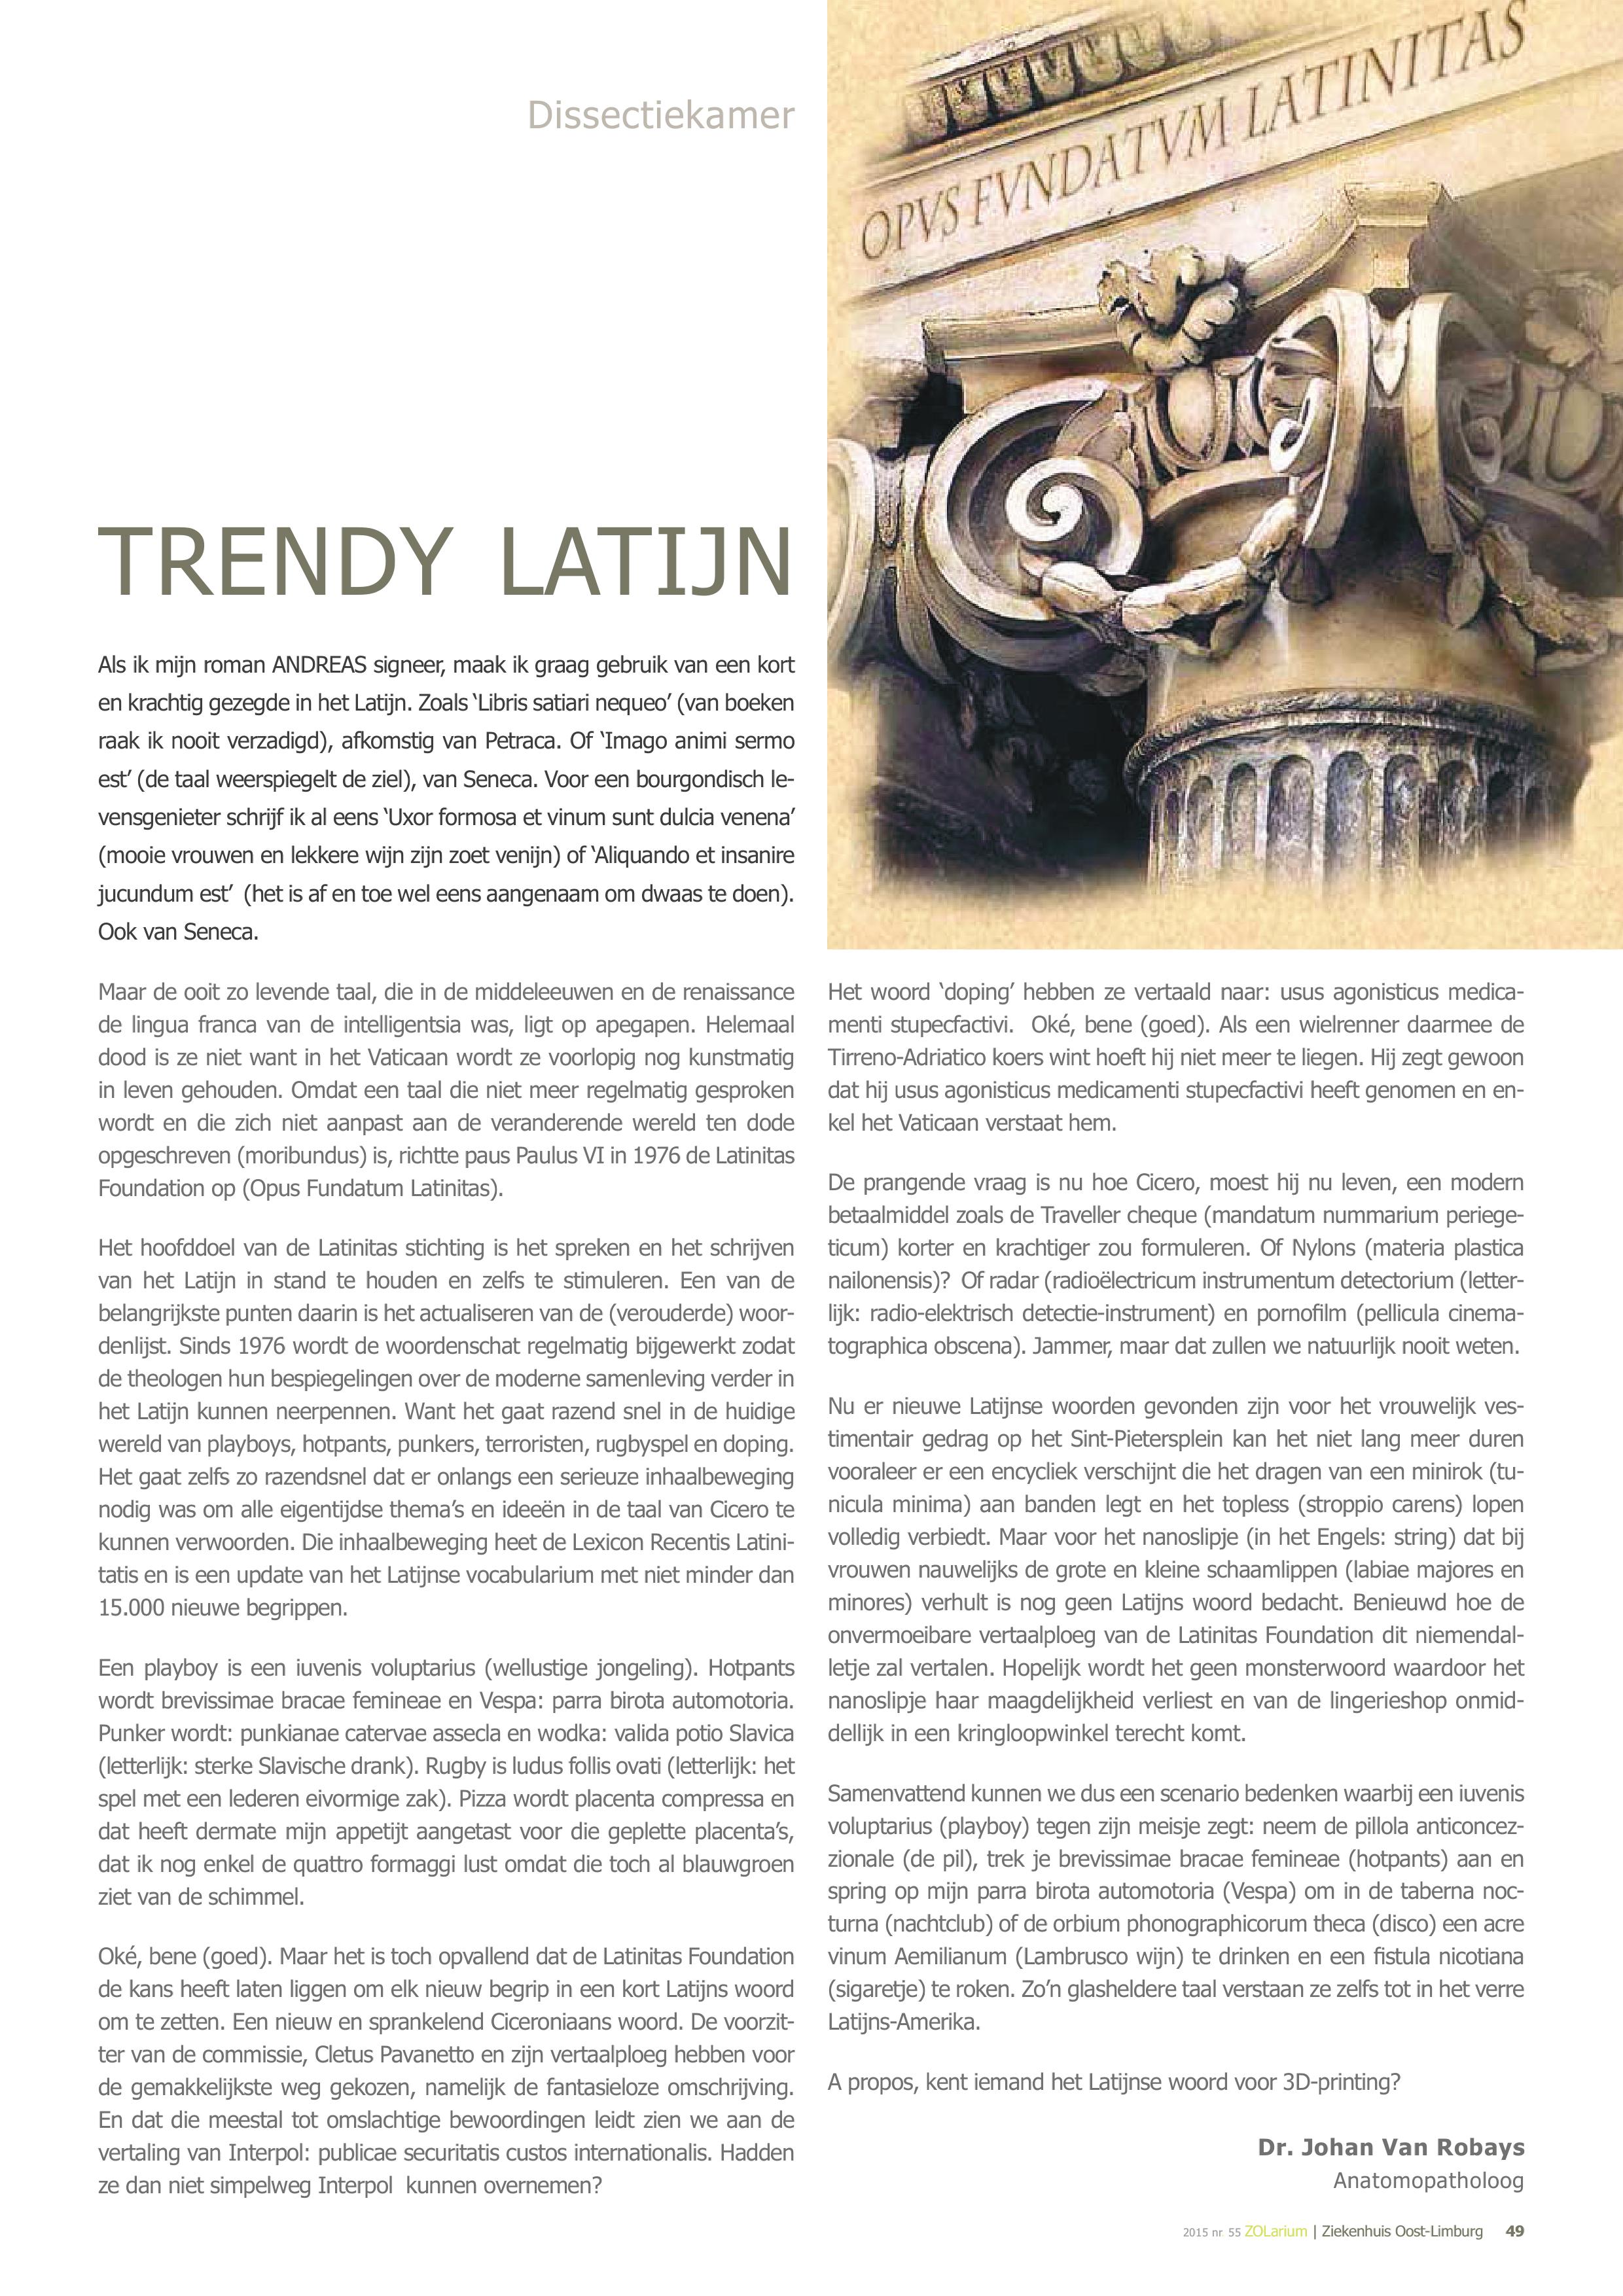 Dissectiekamer
OPVS FVNDATVM LATINITAS
TRENDY LATIJN
Als ik mijn roman ANDREAS signeer, maak ik graag gebruik van een kort
en krachtig gezegde in het Latijn. Zoals ‘Libris satiari nequeo’ (van boeken
raak ik nooit verzadigd), afkomstig van Petraca. Of ‘Imago animi sermo
est’ (de taal weerspiegelt de ziel), van Seneca. Voor een bourgondisch le-
vensgenieter schrijf ik al eens ‘Uxor formosa et vinum sunt dulcia venena’
(mooie vrouwen en lekkere wijn zijn zoet venijn) of ‘Aliquando et insanire
jucundum est’ (het is af en toe wel eens aangenaam om dwaas te doen).
Ook van Seneca.
Maar de ooit zo levende taal, die in de middeleeuwen en de renaissance
de lingua franca van de intelligentsia was, ligt op apegapen. Helemaal
dood is ze niet want in het Vaticaan wordt ze voorlopig nog kunstmatig
in leven gehouden. Omdat een taal die niet meer regelmatig gesproken
wordt en die zich niet aanpast aan de veranderende wereld ten dode
opgeschreven (moribundus) is, richtte paus Paulus VI in 1976 de Latinitas
Foundation op (Opus Fundatum Latinitas).
Het hoofddoel van de Latinitas stichting is het spreken en het schrijven
van het Latijn in stand te houden en zelfs te stimuleren. Een van de
belangrijkste punten daarin is het actualiseren van de (verouderde) woor-
denlijst. Sinds 1976 wordt de woordenschat regelmatig bijgewerkt zodat
de theologen hun bespiegelingen over de moderne samenleving verder in
het Latijn kunnen neerpennen. Want het gaat razend snel in de huidige
wereld van playboys, hotpants, punkers, terroristen, rugbyspel en doping.
Het gaat zelfs zo razendsnel dat er onlangs een serieuze inhaalbeweging
nodig was om alle eigentijdse thema’s en ideeën in de taal van Cicero te
kunnen verwoorden. Die inhaalbeweging heet de Lexicon Recentis Latini-
tatis en is een update van het Latijnse vocabularium met niet minder dan
15.000 nieuwe begrippen.
Een playboy is een iuvenis voluptarius (wellustige jongeling). Hotpants
wordt brevissimae bracae femineae en Vespa: parra birota automotoria.
Punker wordt: punkianae catervae assecla en wodka: valida potio Slavica
(letterlijk: sterke Slavische drank). Rugby is ludus follis ovati (letterlijk: het
spel met een lederen eivormige zak). Pizza wordt placenta compressa en
dat heeft dermate mijn appetijt aangetast voor die geplette placenta’s,
dat ik nog enkel de quattro formaggi lust omdat die toch al blauwgroen
ziet van de schimmel.
Oké, bene (goed). Maar het is toch opvallend dat de Latinitas Foundation
de kans heeft laten liggen om elk nieuw begrip in een kort Latijns woord
om te zetten. Een nieuw en sprankelend Ciceroniaans woord. De voorzit-
ter van de commissie, Cletus Pavanetto en zijn vertaalploeg hebben voor
de gemakkelijkste weg gekozen, namelijk de fantasieloze omschrijving.
En dat die meestal tot omslachtige bewoordingen leidt zien we aan de
vertaling van Interpol: publicae securitatis custos internationalis. Hadden
ze dan niet simpelweg Interpol kunnen overnemen?
Het woord ‘doping’ hebben ze vertaald naar: usus agonisticus medica-
menti stupecfactivi. Oké, bene (goed). Als een wielrenner daarmee de
Tirreno-Adriatico koers wint hoeft hij niet meer te liegen. Hij zegt gewoon
dat hij usus agonisticus medicamenti stupecfactivi heeft genomen en en-
kel het Vaticaan verstaat hem.
De prangende vraag is nu hoe Cicero, moest hij nu leven, een modern
betaalmiddel zoals de Traveller cheque (mandatum nummarium periege-
ticum) korter en krachtiger zou formuleren. Of Nylons (materia plastica
nailonensis)? Of radar (radioëlectricum instrumentum detectorium (letter-
lijk: radio-elektrisch detectie-instrument) en pornofilm (pellicula cinema-
tographica obscena). Jammer, maar dat zullen we natuurlijk nooit weten.
Nu er nieuwe Latijnse woorden gevonden zijn voor het vrouwelijk ves-
timentair gedrag op het Sint-Pietersplein kan het niet lang meer duren
vooraleer er een encycliek verschijnt die het dragen van een minirok (tu-
nicula minima) aan banden legt en het topless (stroppio carens) lopen
volledig verbiedt. Maar voor het nanoslipje (in het Engels: string) dat bij
vrouwen nauwelijks de grote en kleine schaamlippen (labiae majores en
minores) verhult is nog geen Latijns woord bedacht. Benieuwd hoe de
onvermoeibare vertaalploeg van de Latinitas Foundation dit niemendal-
letje zal vertalen. Hopelijk wordt het geen monsterwoord waardoor het
nanoslipje haar maagdelijkheid verliest en van de lingerieshop onmid-
dellijk in een kringloopwinkel terecht komt.
Samenvattend kunnen we dus een scenario bedenken waarbij een iuvenis
voluptarius (playboy) tegen zijn meisje zegt: neem de pillola anticoncez-
zionale (de pil), trek je brevissimae bracae femineae (hotpants) aan en
spring op mijn parra birota automotoria (Vespa) om in de taberna noc-
turna (nachtclub) of de orbium phonographicorum theca (disco) een acre
vinum Aemilianum (Lambrusco wijn) te drinken en een fistula nicotiana
(sigaretje) te roken. Zo’n glasheldere taal verstaan ze zelfs tot in het verre
Latijns-Amerika.
A propos, kent iemand het Latijnse woord voor 3D-printing?
Dr. Johan Van Robays
Anatomopatholoog
2015 nr 55 ZOLarium | Ziekenhuis Oost-Limburg 49